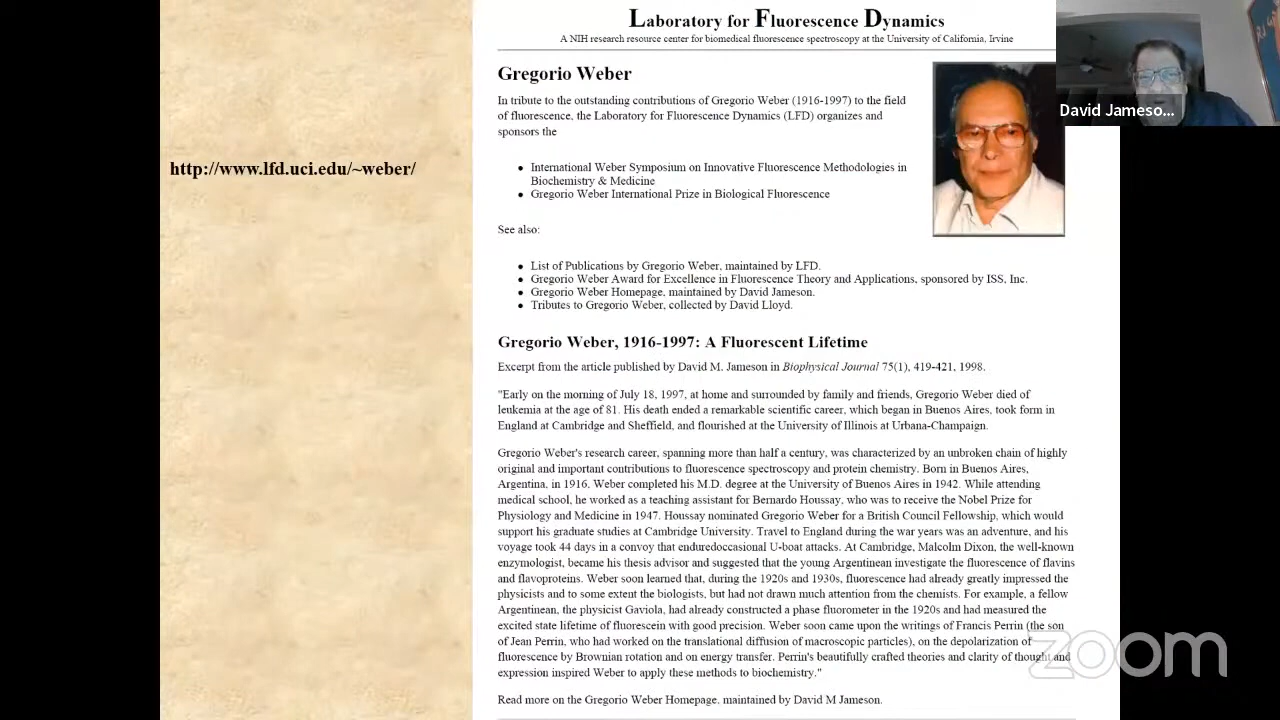 Laboratory for Fluorescence Dynamics
A NIH research resource center for biomedical fluorescence spectroscopy at the University of California, Irvine
David Jameso...
http://www.lfd.uci.edu/~weber/
Gregorio Weber
In tribute to the outstanding contributions of Gregorio Weber (1916-1997) to the field
of fluorescence, the Laboratory for Fluorescence Dynamics (LFD) organizes and
sponsors the
• International Weber Symposium on Innovative Fluorescence Methodologies in
Biochemistry & Medicine
• Gregorio Weber International Prize in Biological Fluorescence
See also:
• List of Publications by Gregorio Weber, maintained by LFD.
• Gregorio Weber Award for Excellence in Fluorescence Theory and Applications, sponsored by ISS, Inc.
• Gregorio Weber Homepage, maintained by David Jameson.
• Tributes to Gregorio Weber, collected by David Lloyd.
Gregorio Weber, 1916-1997: A Fluorescent Lifetime
Excerpt from the article published by David M. Jameson in Biophysical Journal 75(1), 419-421, 1998.
"Early on the morning of July 18, 1997, at home and surrounded by family and friends, Gregorio Weber died of
leukemia at the age of 81. His death ended a remarkable scientific career, which began in Buenos Aires, took form in
England at Cambridge and Sheffield, and flourished at the University of Illinois at Urbana-Champaign.
Gregorio Weber's research career, spanning more than half a century, was characterized by an unbroken chain of highly
original and important contributions to fluorescence spectroscopy and protein chemistry. Born in Buenos Aires,
Argentina, in 1916. Weber completed his M.D. degree at the University of Buenos Aires in 1942. While attending
medical school, he worked as a teaching assistant for Bernardo Houssay, who was to receive the Nobel Prize for
Physiology and Medicine in 1947. Houssay nominated Gregorio Weber for a British Council Fellowship, which would
support his graduate studies at Cambridge University. Travel to England during the war years was an adventure, and his
voyage took 44 days in a convoy that enduredoccasional U-boat attacks. At Cambridge, Malcolm Dixon, the well-known
enzymologist, became his thesis advisor and suggested that the young Argentinean investigate the fluorescence of flavins
and flavoproteins. Weber soon learned that, during the 1920s and 1930s, fluorescence had already greatly impressed the
physicists and to some extent the biologists, but had not drawn much attention from the chemists. For example, a fellow
Argentinean, the physicist Gaviola, had already constructed a phase fluorometer in the 1920s and had measured the
excited state lifetime of fluorescein with good precision. Weber soon came upon the writings of Francis Perrin (the son
of Jean Perrin, who had worked on the translational diffusion of macroscopic particles), on the depolarization of
fluorescence by Brownian rotation and on energy transfer. Perrin's beautifully crafted theories and clarity of thought and
expression inspired Weber to apply these methods to biochemistry."
Read more on the Gregorio Weber Homepage, maintained by David M Jameson.
zoom